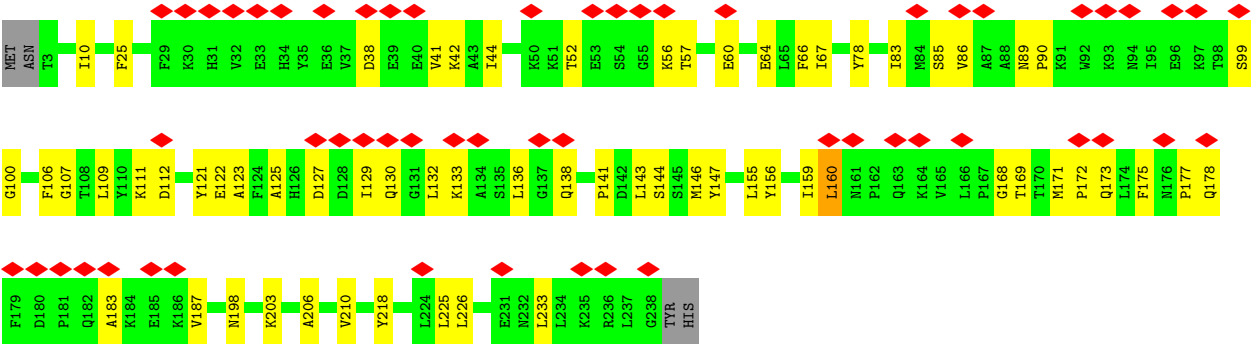 MET ASN T3 I10 F25 F29 K30 H31 V32 E33 H34 Y35 E36 V37 D38 E39 E40 V41 K42 A43 I44 K50 K51 T52 E53 S54 G55 K56 T57 E60 E64 L65 F66 I67 Y78 I83 M84 S85 V86 A87 A88 N89 P90 K91 W92 K93 N94 I95 E96 K97 T98 S99
G100 F106 G107 T108 L109 Y110 K111 D112 Y121 E122 A123 F124 A125 H126 D127 D128 I129 Q130 G131 L132 K133 A134 S135 L136 G137 Q138 P141 D142 L143 S144 S145 M146 Y147 L155 Y156 I159 L160 N161 P162 Q163 K164 V165 L166 P167 G168 T169 T170 M171 P172 Q173 L174 F175 N176 P177 Q178
F179 D180 P181 Q182 A183 K184 E185 K186 V187 N198 K203 A206 V210 Y218 L224 L225 L226 E231 N232 L233 L234 K235 R236 L237 G238 TYR HIS